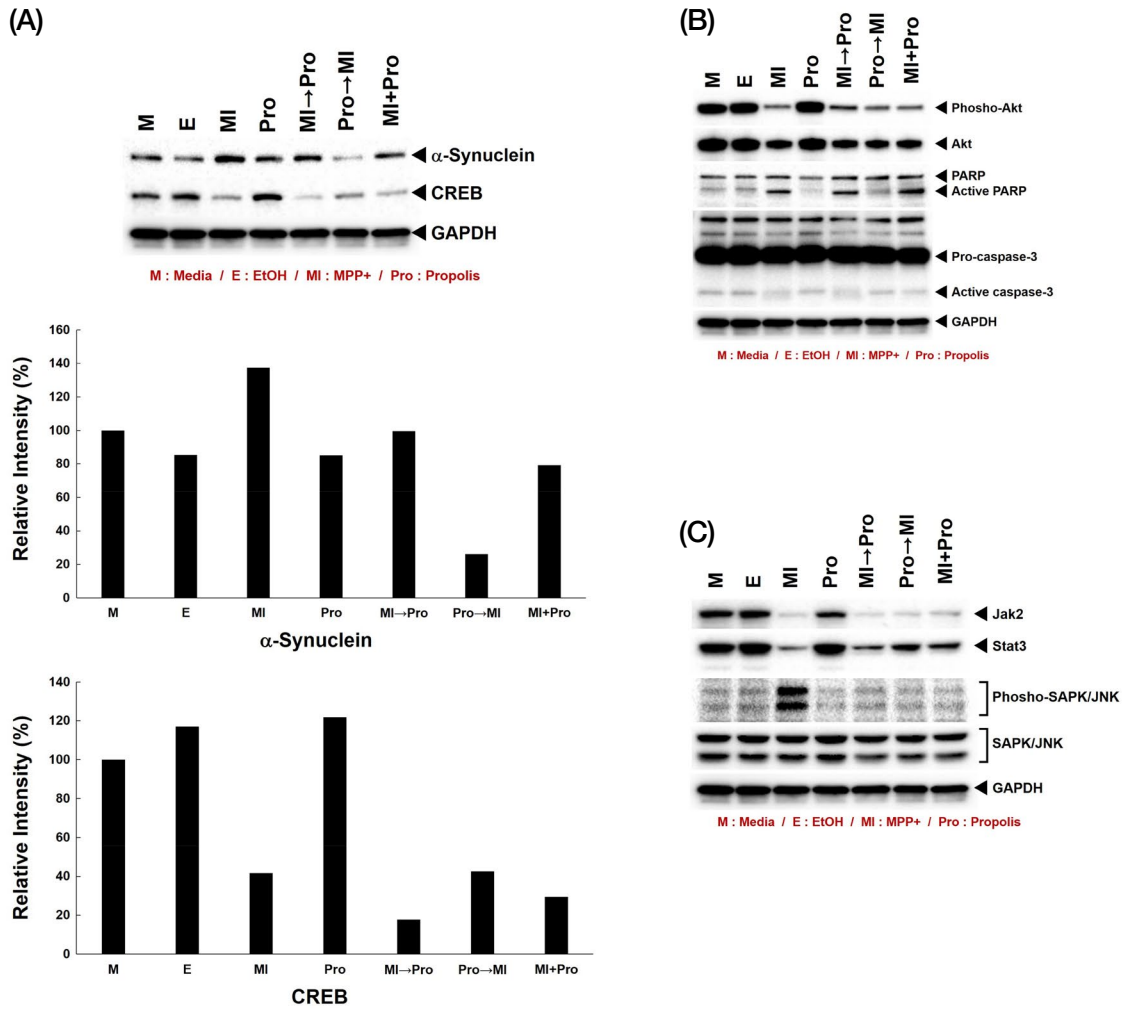 (A)
M E MI Pro MI→Pro Pro→MI MI+Pro
α-Synuclein
CREB
GAPDH
M : Media / E : EtOH / MI : MPP+ / Pro : Propolis
Relative Intensity (%)
160
140
120
100
80
60
40
20
0
M E MI Pro MI→Pro Pro→MI MI+Pro
α-Synuclein
Relative Intensity (%)
140
120
100
80
60
40
20
0
M E MI Pro MI→Pro Pro→MI MI+Pro
CREB
(B)
M E MI Pro MI→Pro Pro→MI MI+Pro
Phosho-Akt
Akt
PARP
Active PARP
Pro-caspase-3
Active caspase-3
GAPDH
M : Media / E : EtOH / MI : MPP+ / Pro : Propolis
(C)
M E MI Pro MI→Pro Pro→MI MI+Pro
Jak2
Stat3
Phosho-SAPK/JNK
SAPK/JNK
GAPDH
M : Media / E : EtOH / MI : MPP+ / Pro : Propolis